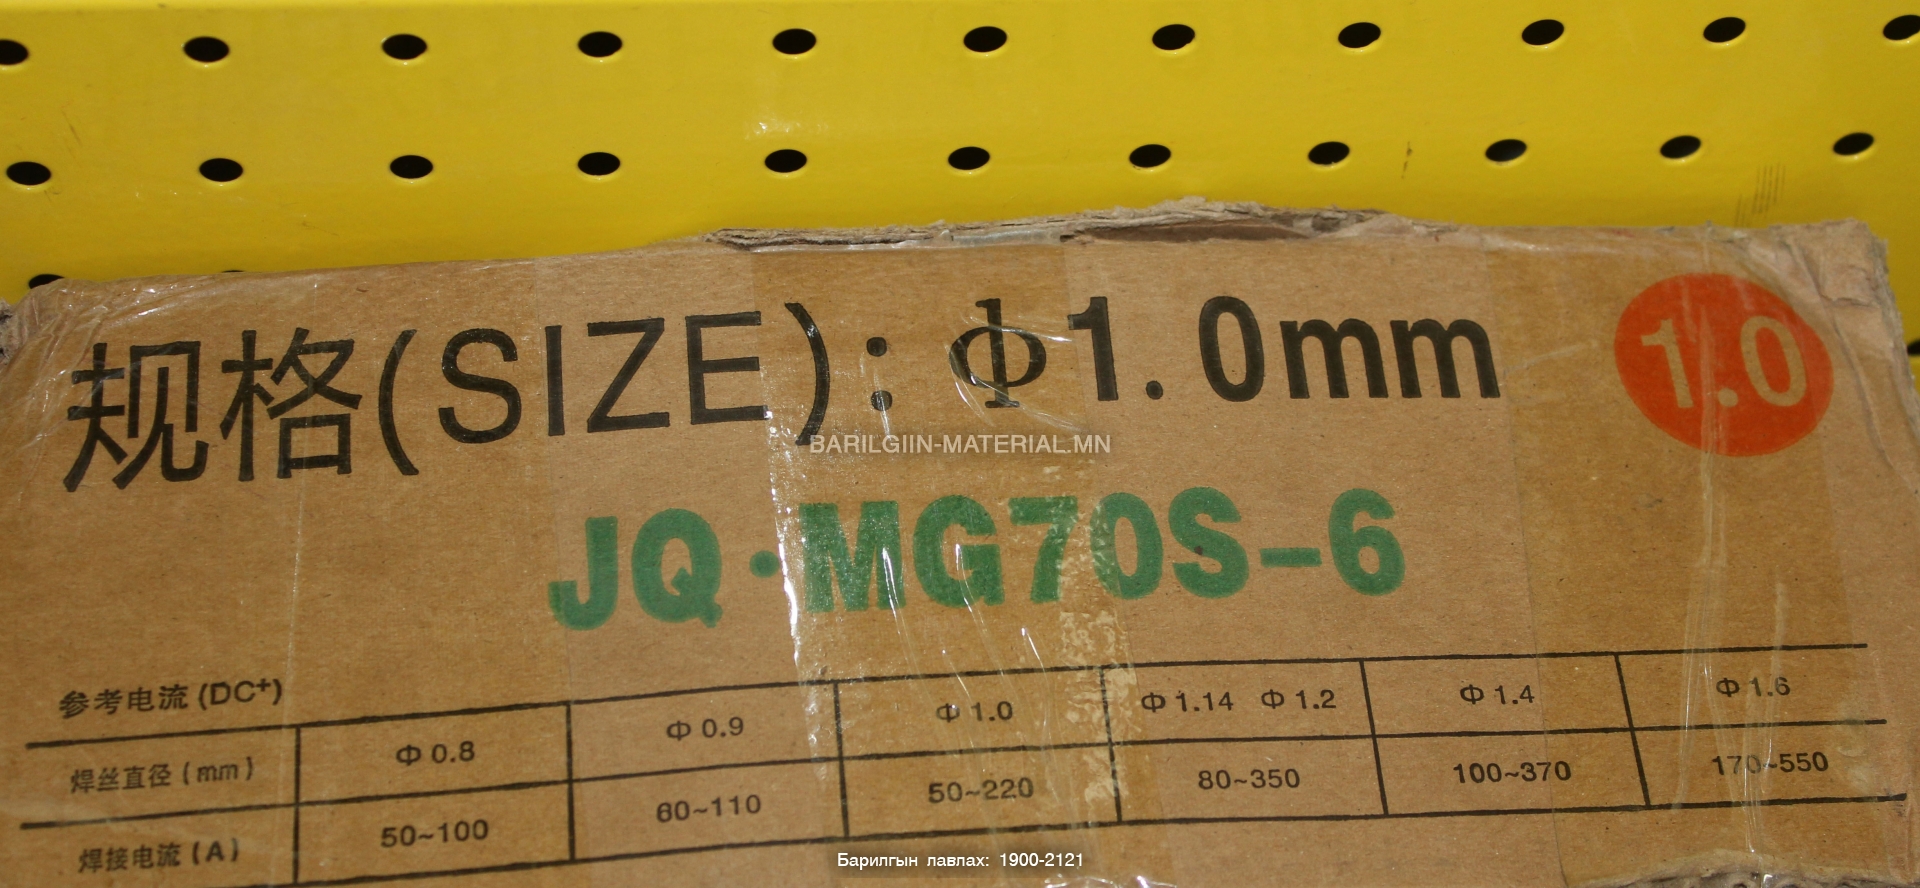 规格(SIZE): Φ1.0mm
1.0
BARILGIIN-MATERIAL.MN
JQ·MG70S-6
参考电流(DC+)
焊丝直径(mm) Φ0.8 Φ0.9 Φ1.0 Φ1.14 Φ1.2 Φ1.4 Φ1.6
焊接电流(A) 50~100 60~110 50~220 80~350 100~370 170~550
Барилгын лавлах: 1900-2121